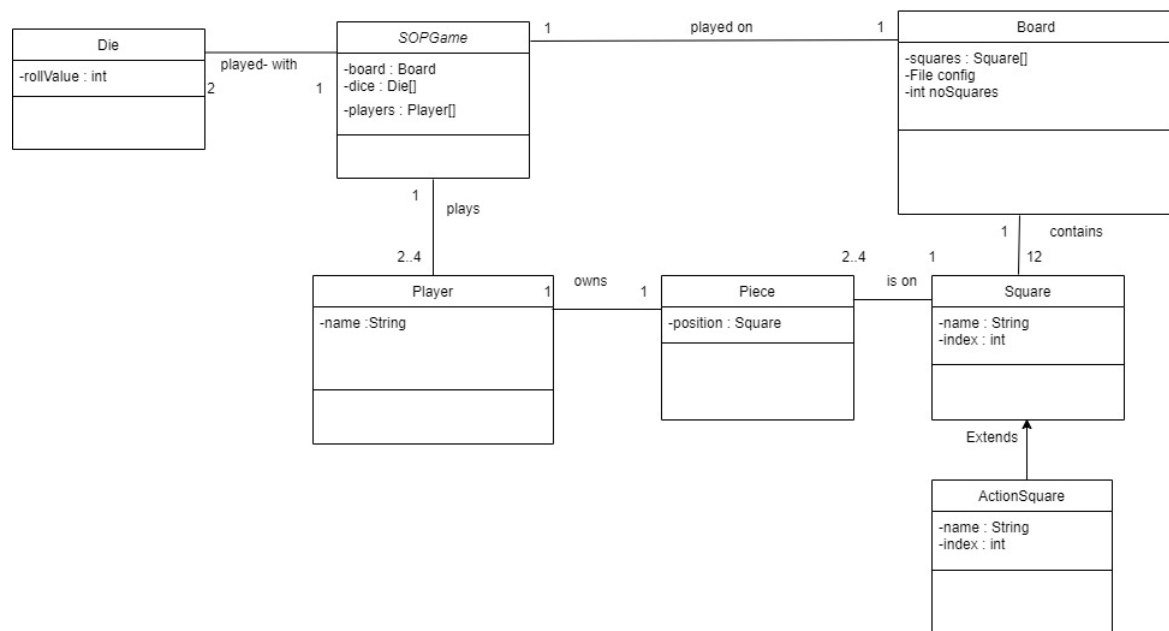 Die
-rollValue : int
played- with
2
1
SOPGame
-board : Board
-dice : Die[]
-players : Player[]
1
played on
1
Board
-squares : Square[]
-File config
-int noSquares
1
plays
2..4
1
contains
12
Player
-name :String
1
owns
1
Piece
-position : Square
2..4
1
is on
Square
-name : String
-index : int
Extends
ActionSquare
-name : String
-index : int